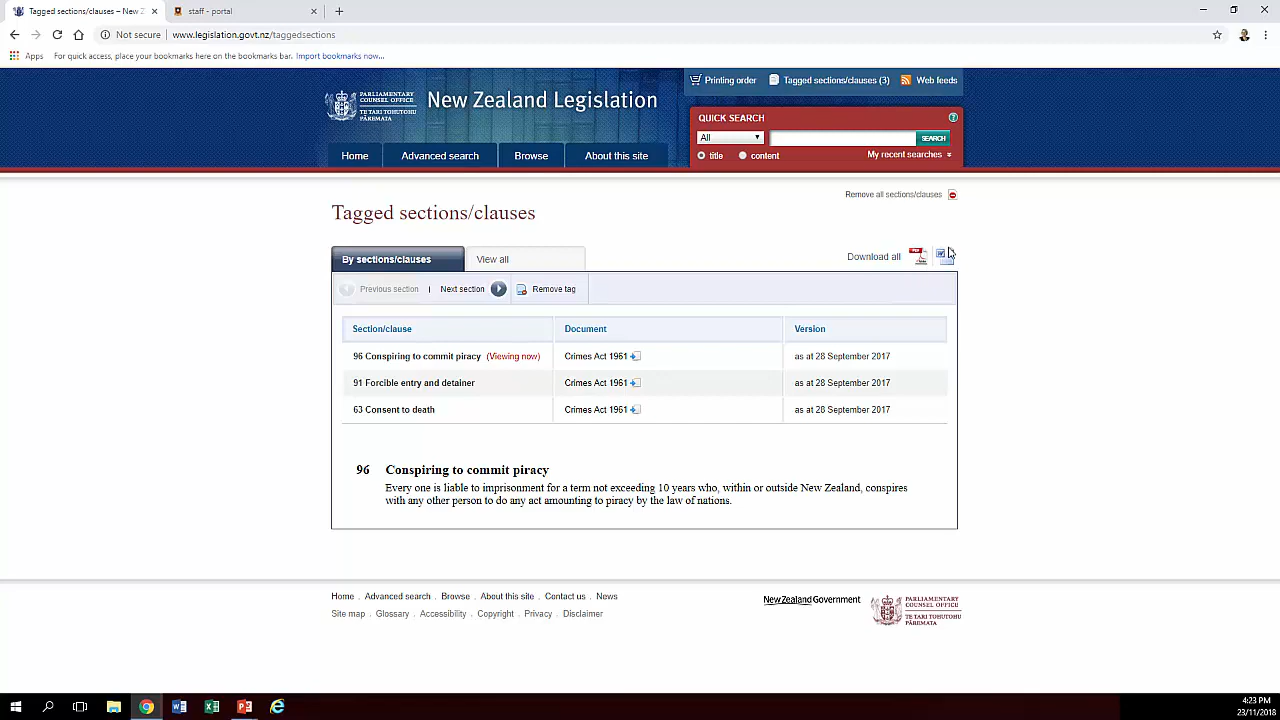 Tagged sections/clauses – New Z
staff - portal
Not secure | www.legislation.govt.nz/taggedsections
Apps For quick access, place your bookmarks here on the bookmarks bar. Import bookmarks now...
PARLIAMENTARY
COUNSEL OFFICE
TE TARI TOHUTOHU
PĀREMATA
New Zealand Legislation
Printing order
Tagged sections/clauses (3)
Web feeds
QUICK SEARCH
?
All
SEARCH
title
content
My recent searches
Home
Advanced search
Browse
About this site
Remove all sections/clauses
Tagged sections/clauses
By sections/clauses
View all
Download all
Previous section | Next section
Remove tag
Section/clause Document Version
96 Conspiring to commit piracy (Viewing now) Crimes Act 1961 as at 28 September 2017
91 Forcible entry and detainer Crimes Act 1961 as at 28 September 2017
63 Consent to death Crimes Act 1961 as at 28 September 2017
96 Conspiring to commit piracy
Every one is liable to imprisonment for a term not exceeding 10 years who, within or outside New Zealand, conspires
with any other person to do any act amounting to piracy by the law of nations.
Home . Advanced search . Browse . About this site . Contact us . News
Site map . Glossary . Accessibility . Copyright . Privacy . Disclaimer
New Zealand Government
PARLIAMENTARY
COUNSEL OFFICE
TE TARI TOHUTOHU
PĀREMATA
4:23 PM
23/11/2018